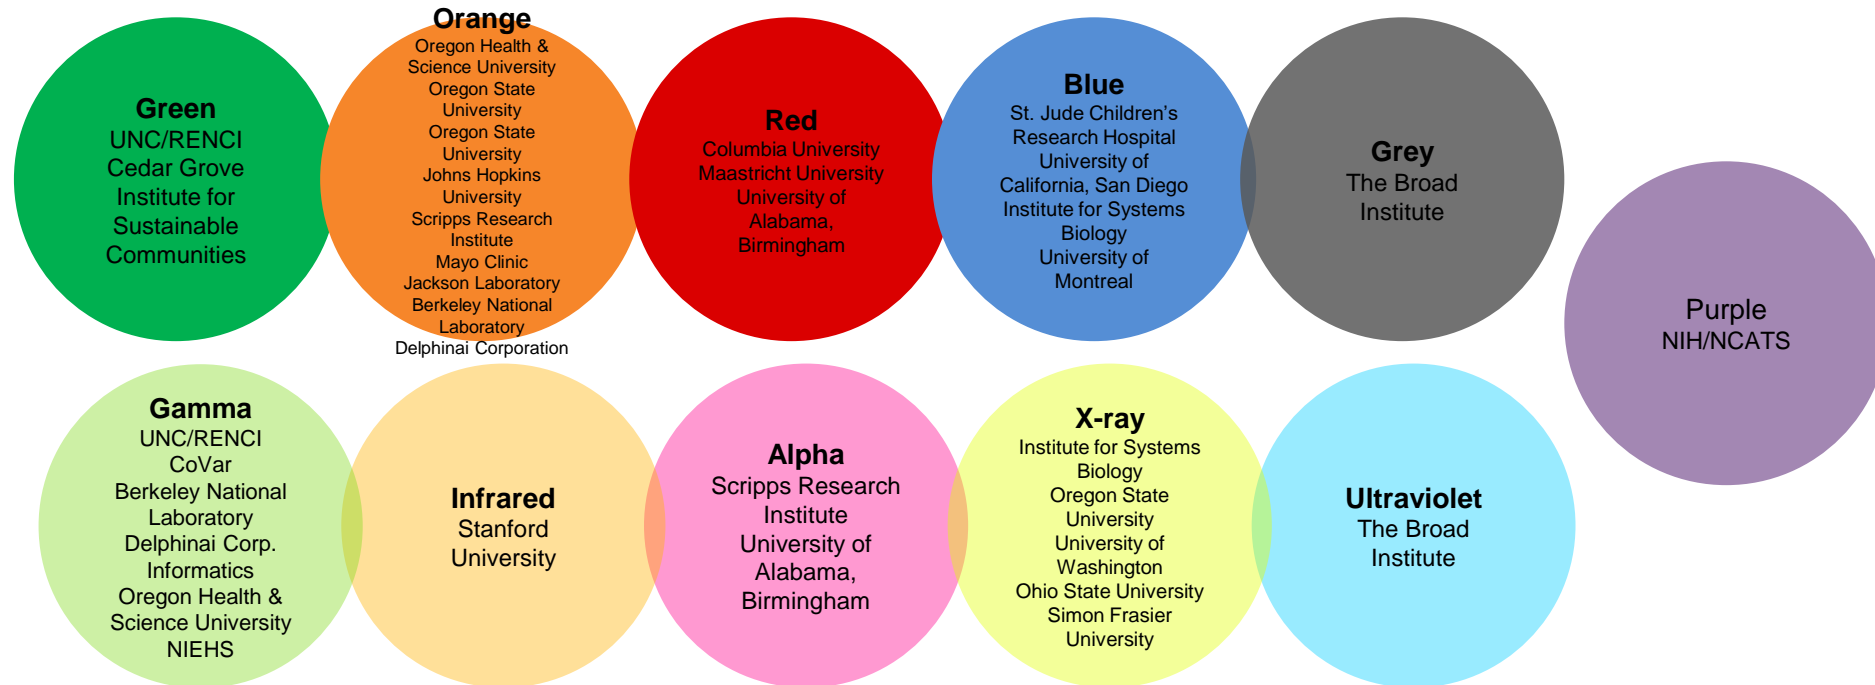 Green
UNC/RENCI
Cedar Grove
Institute for
Sustainable
Communities
Orange
Oregon Health &
Science University
Oregon State
University
Oregon State
University
Johns Hopkins
University
Scripps Research
Institute
Mayo Clinic
Jackson Laboratory
Berkeley National
Laboratory
Delphinai Corporation
Red
Columbia University
Maastricht University
University of
Alabama,
Birmingham
Blue
St. Jude Children’s
Research Hospital
University of
California, San Diego
Institute for Systems
Biology
University of
Montreal
Grey
The Broad
Institute
Purple
NIH/NCATS
Gamma
UNC/RENCI
CoVar
Berkeley National
Laboratory
Delphinai Corp.
Informatics
Oregon Health &
Science University
NIEHS
Infrared
Stanford
University
Alpha
Scripps Research
Institute
University of
Alabama,
Birmingham
X-ray
Institute for Systems
Biology
Oregon State
University
University of
Washington
Ohio State University
Simon Frasier
University
Ultraviolet
The Broad
Institute